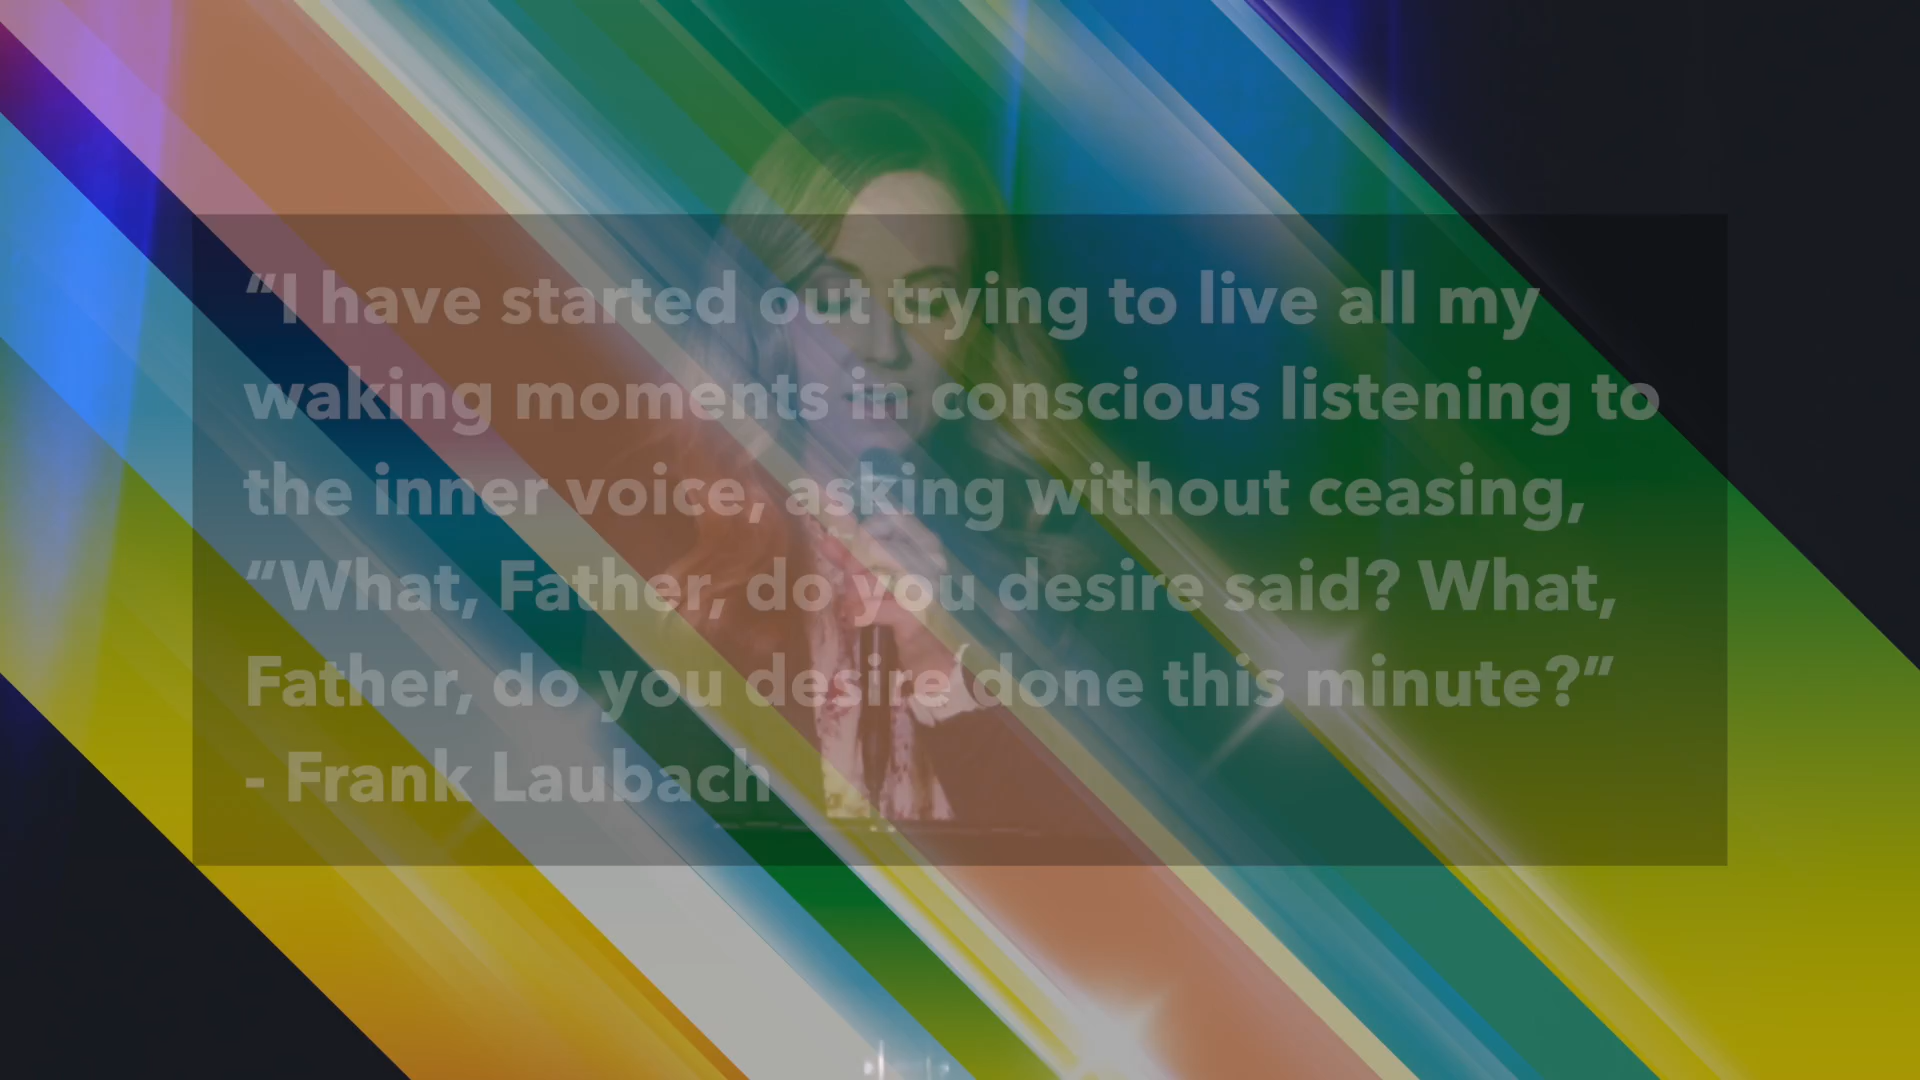 “I have started out trying to live all my
waking moments in conscious listening to
the inner voice, asking without ceasing,
“What, Father, do you desire said? What,
Father, do you desire done this minute?”
- Frank Laubach